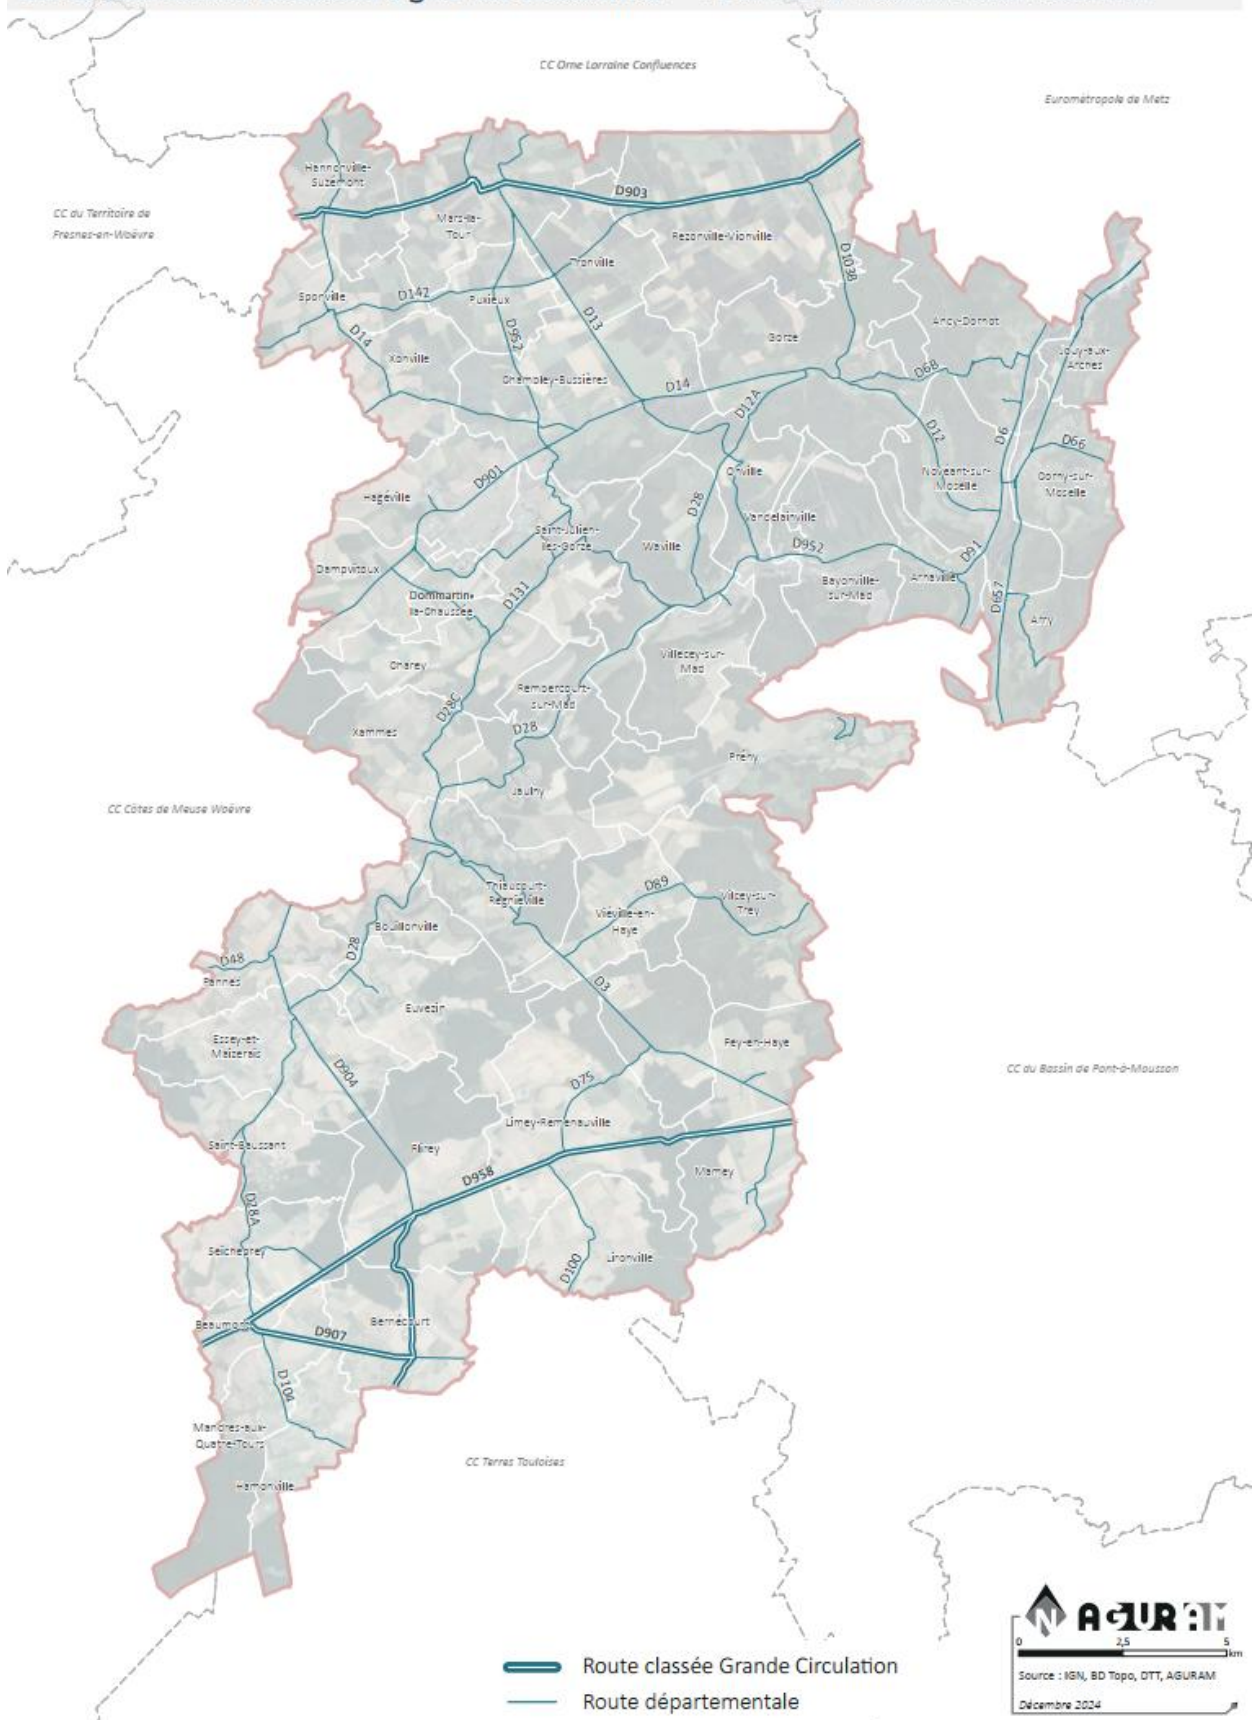 CC Orne Lorraine Confluences
Eurométropole de Metz
Hannonville-
Suzémont
D903
CC du Territoire de
Fresnes-en-Woëvre
Mars-la-
Tour
Rezonville-Vionville
Tronville
D103B
Sponville
D142
Puxieux
D13
Ancy-Dornot
D14
D952
Gorze
Jouy-aux-
Arches
Xonville
Chambley-Bussières
D68
D14
D12A
D12
D6
D66
D901
Onville
Novéant-sur-
Moselle
Corny-sur-
Moselle
Hagéville
D28
Vandelainville
Saint-Julien-
lès-Gorze
Waville
D952
D91
Dampvitoux
Bayonville-
sur-Mad
Arnaville
Dommartin-
la-Chaussée
D131
D657
Arry
Charey
Villecey-sur-
Mad
Rembercourt-
sur-Mad
D28C
Xammes
D28
Prény
Jaulny
CC Côtes de Meuse Woëvre
Thiaucourt-
Regniéville
D89
Vilcey-sur-
Trey
Viéville-en-
Haye
Bouillonville
D28
D48
Pannes
D3
Euvezin
Essey-et-
Maizerais
Fey-en-Haye
CC du Bassin de Pont-à-Mousson
D904
D75
Limey-Remenauville
Saint-Baussant
Flirey
D958
Mamey
D28A
Seicheprey
Lironville
D100
Beaumont
D907
Bernécourt
D104
Mandres-aux-
Quatre-Tours
CC Terres Touloises
Hamonville
N
AGURAM
0 2,5 5
km
Source : IGN, BD Topo, DTT, AGURAM
Décembre 2024
Route classée Grande Circulation
Route départementale